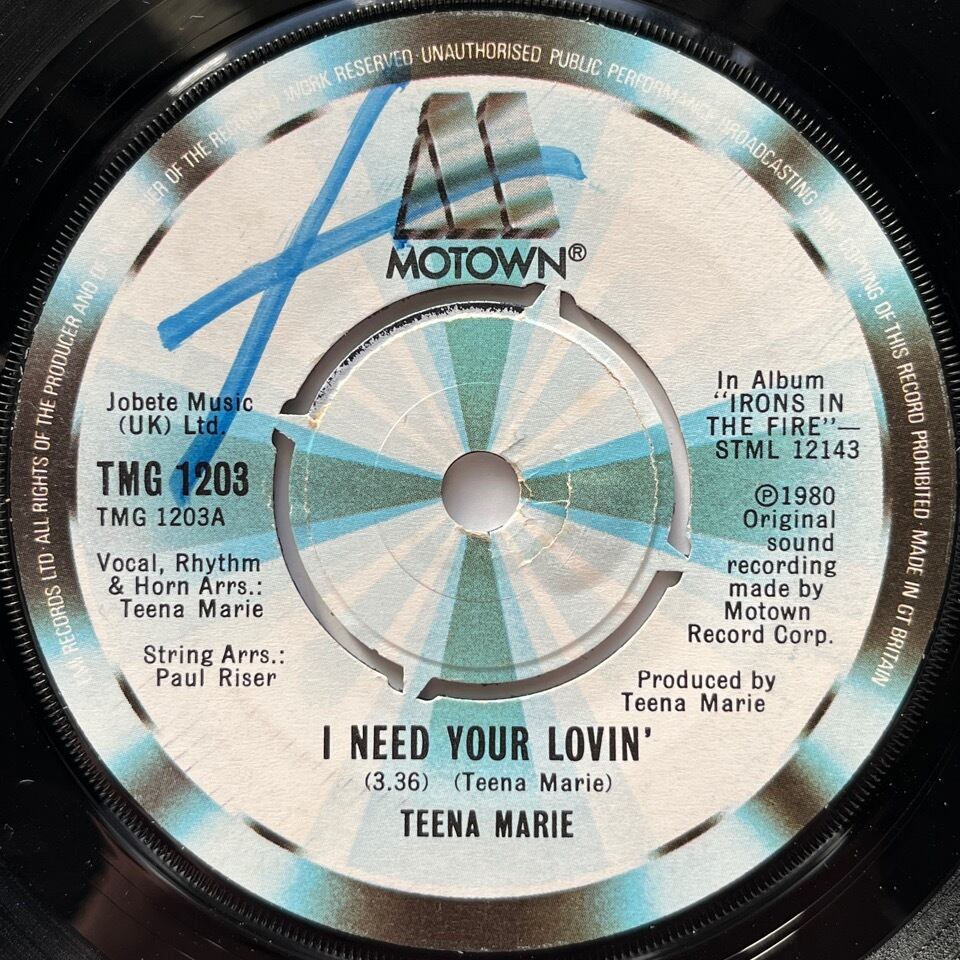 RECORDS LTD ALL RIGHTS OF THE PRODUCER AND OF THE OWNER OF THE RECORDED WORK RESERVED · UNAUTHORISED PUBLIC PERFORMANCE BROADCASTING AND COPYING OF THIS RECORD PROHIBITED · MADE IN GT BRITAIN
MOTOWN®
Jobete Music
(UK) Ltd.
TMG 1203
TMG 1203A
Vocal, Rhythm
& Horn Arrs.:
Teena Marie
String Arrs.:
Paul Riser
In Album
"IRONS IN
THE FIRE"—
STML 12143
℗1980
Original
sound
recording
made by
Motown
Record Corp.
Produced by
Teena Marie
I NEED YOUR LOVIN'
(3.36) (Teena Marie)
TEENA MARIE